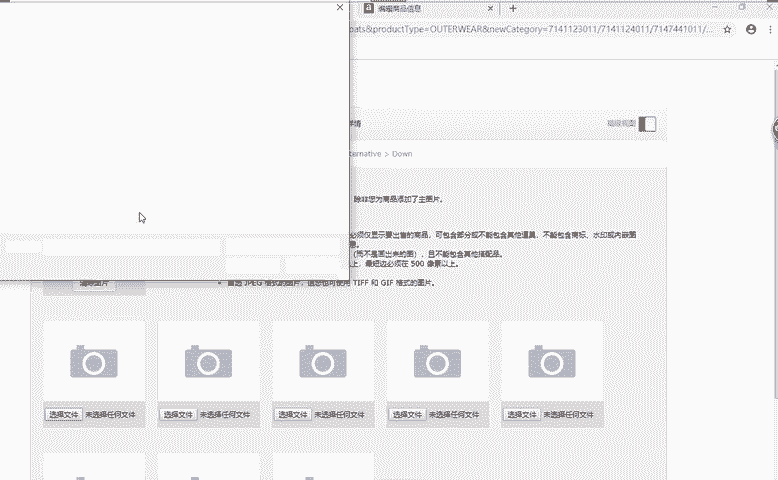 编辑商品信息
oats&productType=OUTERWEAR&newCategory=7141123011/7141124011/7147441011/...
详情
高级视图
ternative > Down
除非您为商品添加了主图片。
必须仅显示要出售的商品，可包含部分或不能包含其他道具，不能包含商标、水印或内嵌图
意。
（而不是画出来的图），且不能包含其他搭配品。
上，最短边必须在 500 像素以上。
清除图片
首选 JPEG 格式的图片，但您也可使用 TIFF 和 GIF 格式的图片。
选择文件 未选择任何文件 选择文件 未选择任何文件 选择文件 未选择任何文件 选择文件 未选择任何文件 选择文件 未选择任何文件